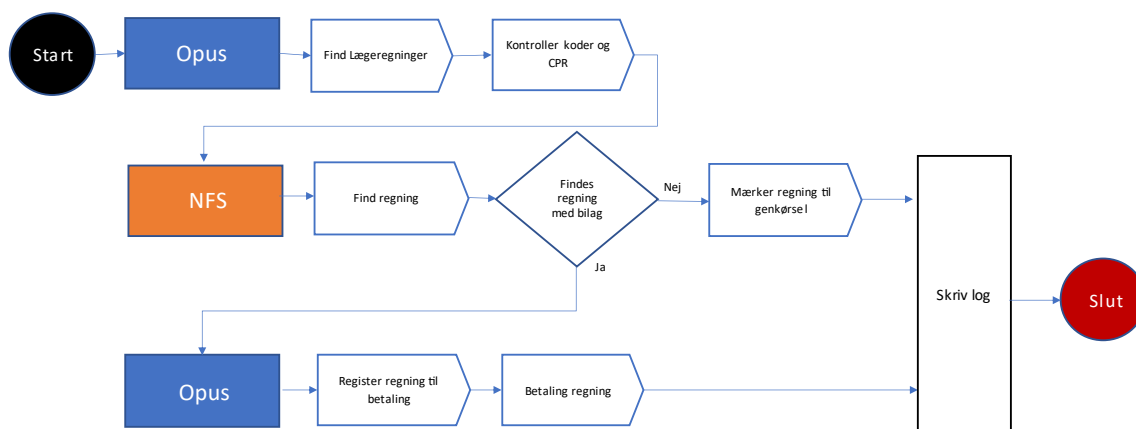 Start
Opus
Find Lægeregninger
Kontroller koder og
CPR
NFS
Find regning
Findes
regning
med bilag
Nej
Mærker regning til
genkørsel
Ja
Skriv log
Slut
Opus
Register regning til
betaling
Betaling regning